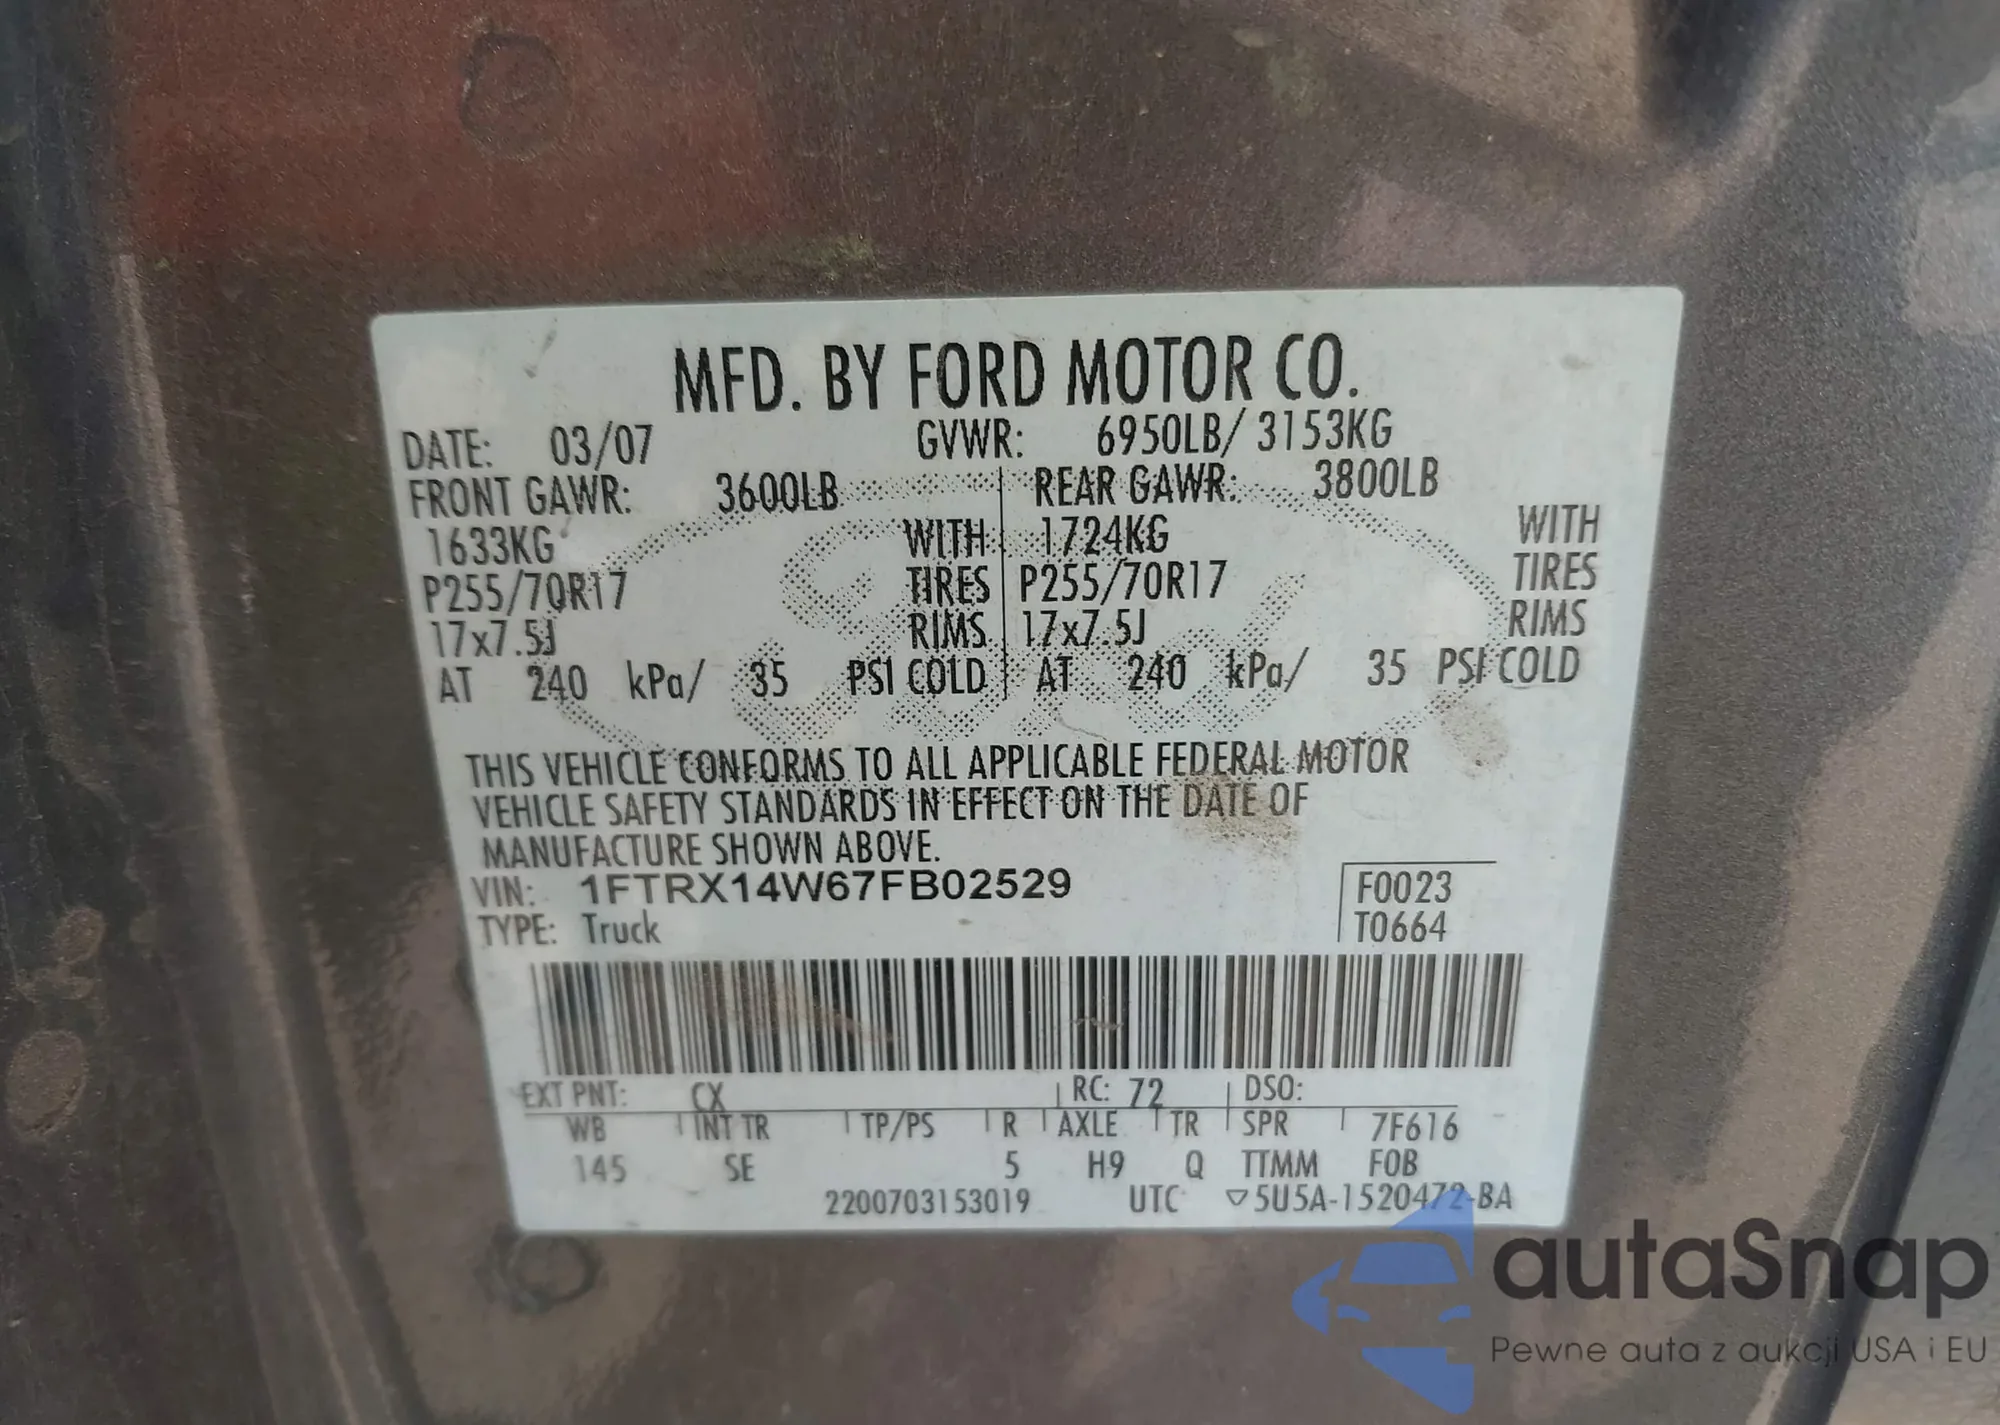 MFD. BY FORD MOTOR CO.
DATE: 03/07 GVWR: 6950LB/ 3153KG
FRONT GAWR: 3600LB REAR GAWR: 3800LB
1633KG WITH 1724KG WITH
P255/70R17 TIRES P255/70R17 TIRES
17x7.5J RIMS 17x7.5J RIMS
AT 240 kPa/ 35 PSI COLD AT 240 kPa/ 35 PSI COLD
THIS VEHICLE CONFORMS TO ALL APPLICABLE FEDERAL MOTOR
VEHICLE SAFETY STANDARDS IN EFFECT ON THE DATE OF
MANUFACTURE SHOWN ABOVE.
VIN: 1FTRX14W67FB02529 F0023
TYPE: Truck T0664
EXT PNT: CX RC: 72 DSO:
WB INT TR TP/PS R AXLE TR SPR 7F616
145 SE 5 H9 Q TTMM F0B
2200703153019 UTC ▽5U5A-1520472-BA
autaSnap
Pewne auta z aukcji USA i EU